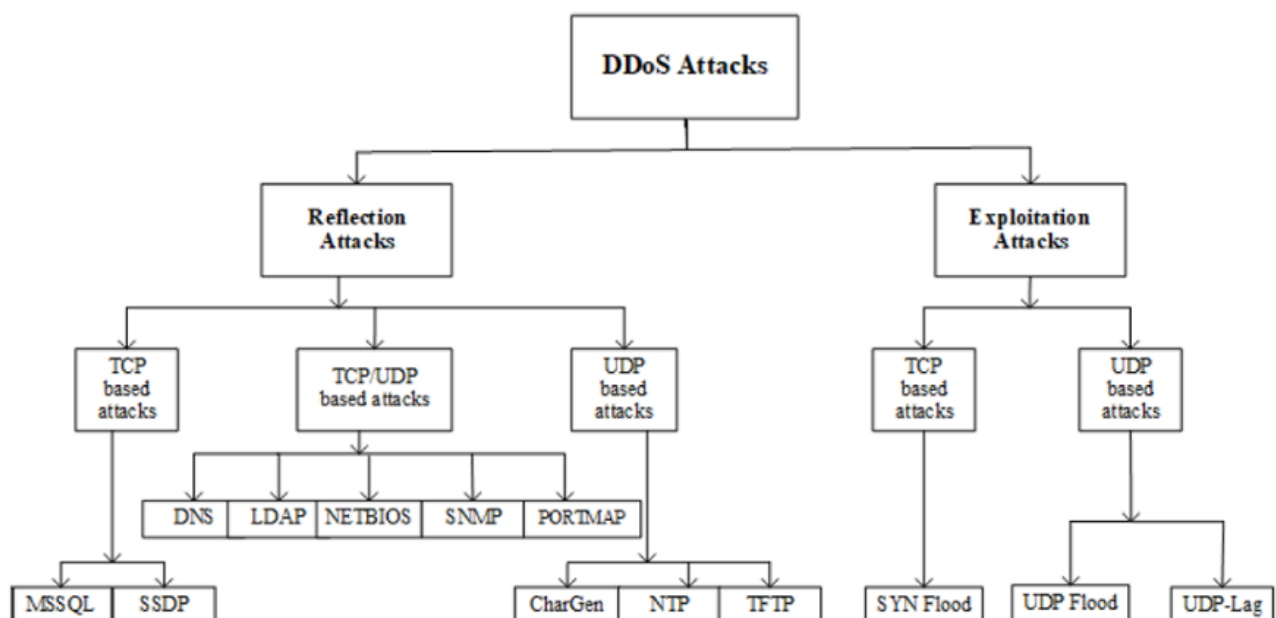 DDoS Attacks
Reflection
Attacks
Exploitation
Attacks
TCP
based
attacks
TCP/UDP
based attacks
UDP
based
attacks
TCP
based
attacks
UDP
based
attacks
DNS
LDAP
NETBIOS
SNMP
PORTMAP
MSSQL
SSDP
CharGen
NTP
TFTP
SYN Flood
UDP Flood
UDP-Lag